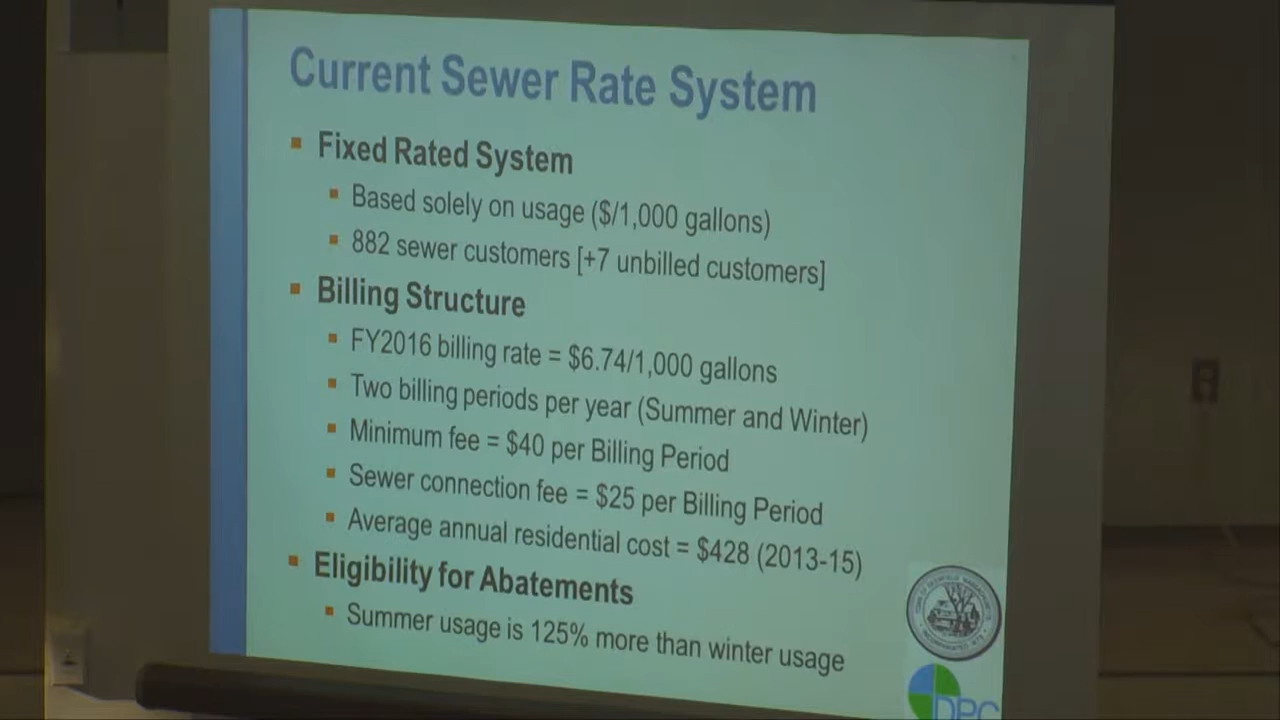 Current Sewer Rate System
Fixed Rated System
Based solely on usage ($/1,000 gallons)
882 sewer customers [+7 unbilled customers]
Billing Structure
FY2016 billing rate = $6.74/1,000 gallons
Two billing periods per year (Summer and Winter)
Minimum fee = $40 per Billing Period
Sewer connection fee = $25 per Billing Period
Average annual residential cost = $428 (2013-15)
Eligibility for Abatements
Summer usage is 125% more than winter usage
DPC